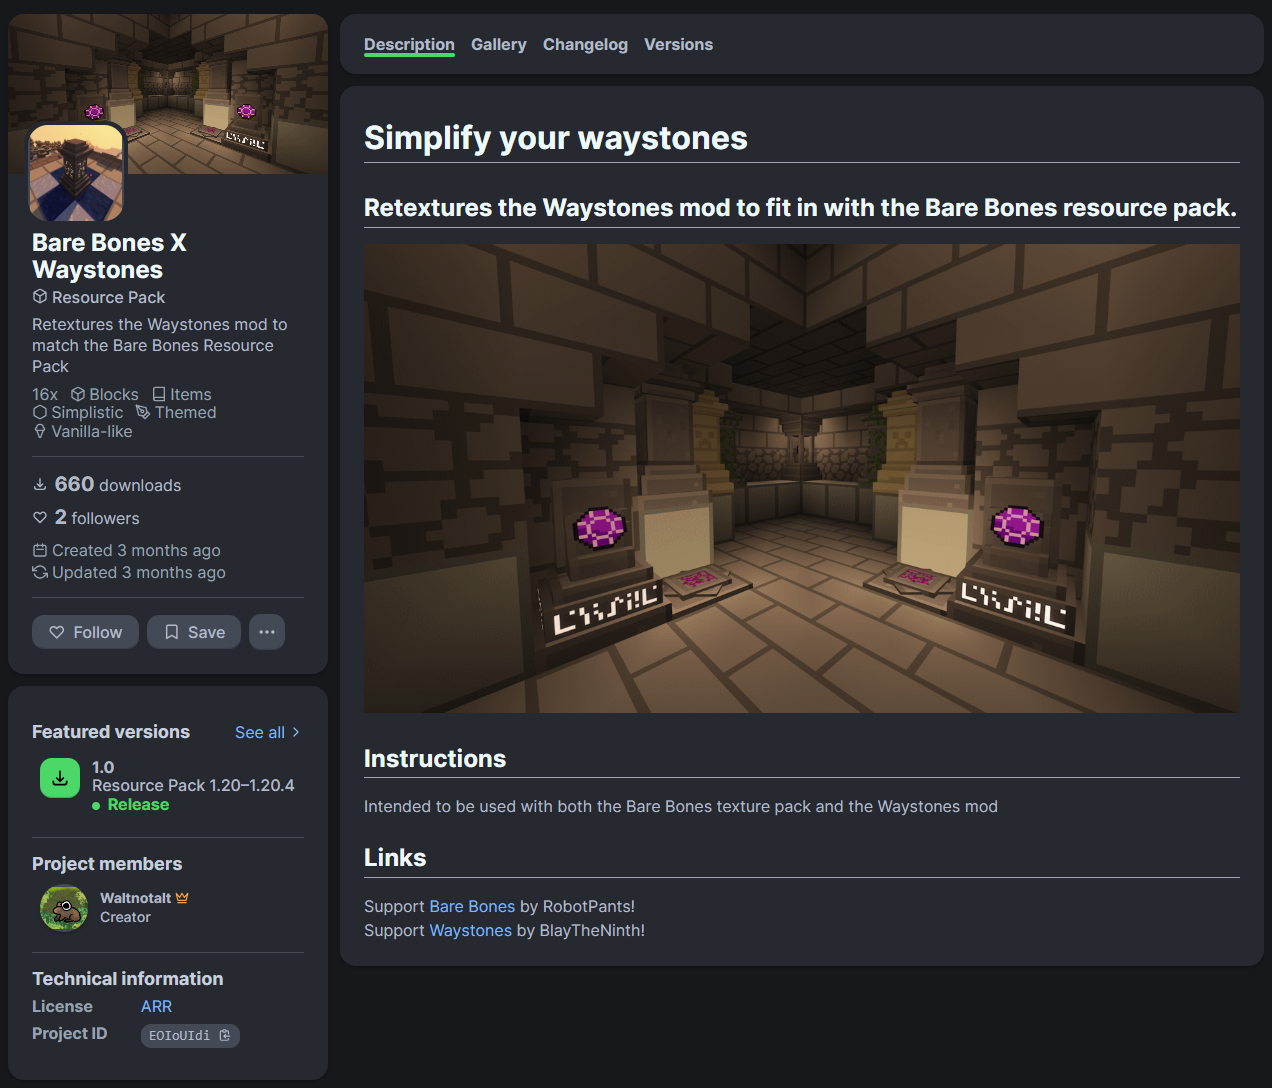 Description Gallery Changelog Versions
Bare Bones X
Waystones
Resource Pack
Retextures the Waystones mod to
match the Bare Bones Resource
Pack
16x Blocks Items
Simplistic Themed
Vanilla-like
660 downloads
2 followers
Created 3 months ago
Updated 3 months ago
Follow Save
Featured versions See all
1.0
Resource Pack 1.20–1.20.4
Release
Project members
Waltnotalt
Creator
Technical information
License ARR
Project ID EOIoUIdi
Simplify your waystones
Retextures the Waystones mod to fit in with the Bare Bones resource pack.
Instructions
Intended to be used with both the Bare Bones texture pack and the Waystones mod
Links
Support Bare Bones by RobotPants!
Support Waystones by BlayTheNinth!